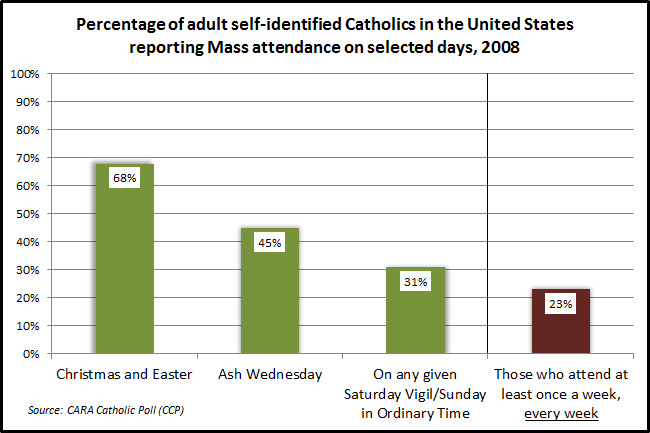 Percentage of adult self-identified Catholics in the United States
reporting Mass attendance on selected days, 2008
100%
90%
80%
70%
60%
50%
40%
30%
20%
10%
0%
68%
45%
31%
23%
Christmas and Easter
Ash Wednesday
On any given
Saturday Vigil/Sunday
in Ordinary Time
Those who attend at
least once a week,
every week
Source: CARA Catholic Poll (CCP)